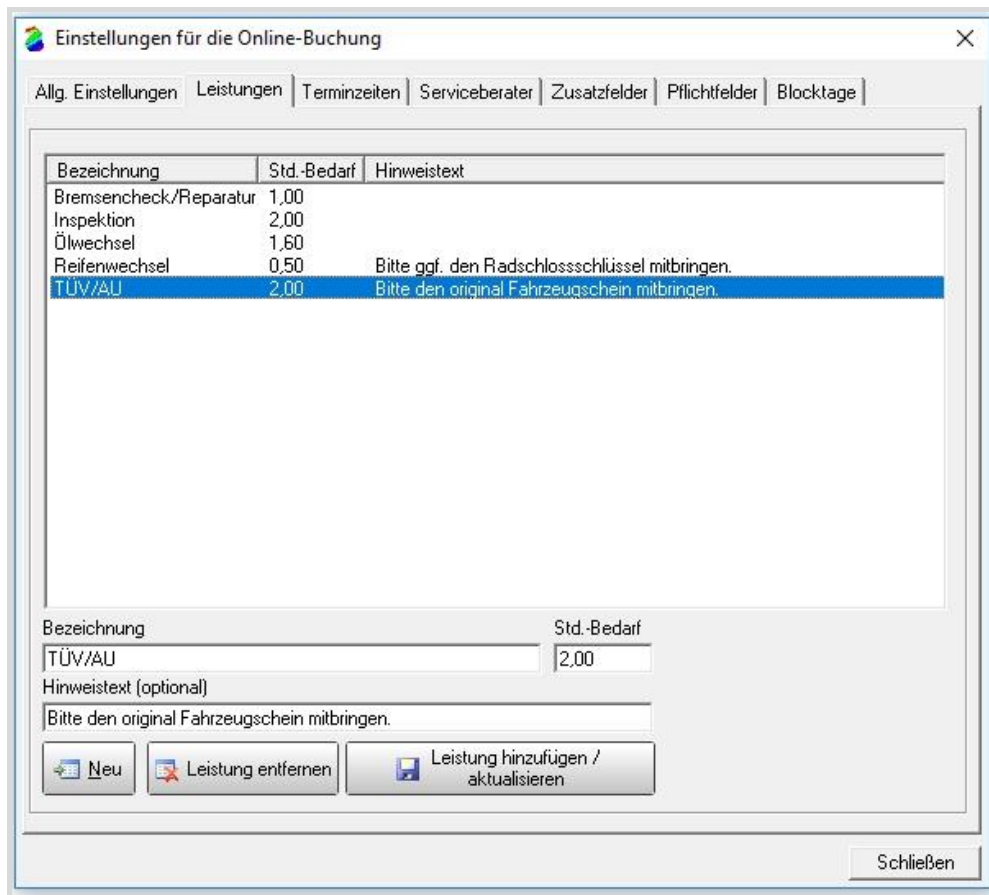 Einstellungen für die Online-Buchung
Allg. Einstellungen Leistungen Terminzeiten Serviceberater Zusatzfelder Pflichtfelder Blocktage
Bezeichnung Std.-Bedarf Hinweistext
Bremsencheck/Reparatur 1,00
Inspektion 2,00
Ölwechsel 1,60
Reifenwechsel 0,50 Bitte ggf. den Radschlossschlüssel mitbringen.
TÜV/AU 2,00 Bitte den original Fahrzeugschein mitbringen.
Bezeichnung Std.-Bedarf
TÜV/AU 2,00
Hinweistext (optional)
Bitte den original Fahrzeugschein mitbringen.
Neu Leistung entfernen Leistung hinzufügen /
aktualisieren
Schließen